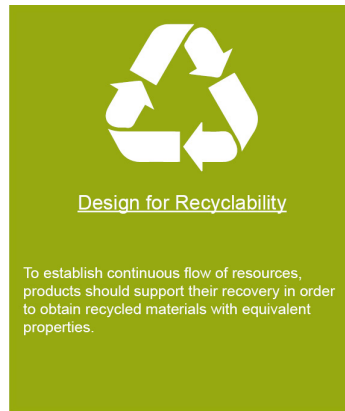 Design for Recyclability
To establish continuous flow of resources,
products should support their recovery in order
to obtain recycled materials with equivalent
properties.